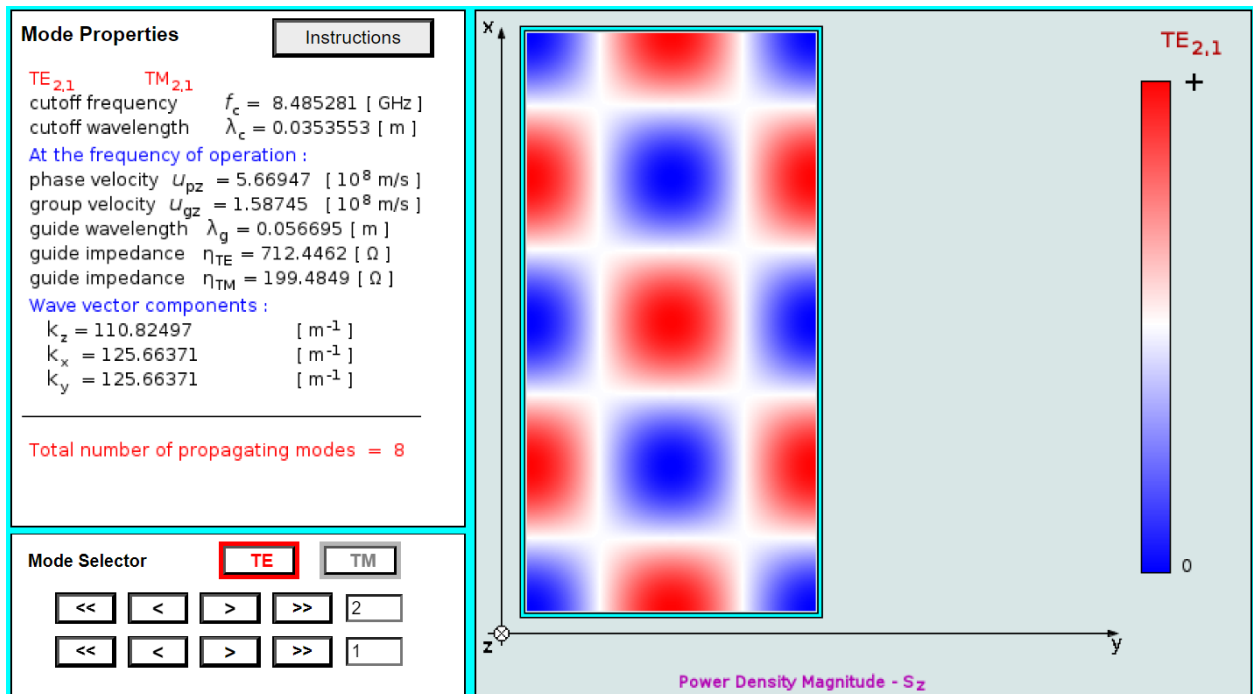 Mode Properties
Instructions
TE2,1 TM2,1
cutoff frequency fc = 8.485281 [ GHz ]
cutoff wavelength λc = 0.0353553 [ m ]
At the frequency of operation :
phase velocity upz = 5.66947 [ 10^8 m/s ]
group velocity ugz = 1.58745 [ 10^8 m/s ]
guide wavelength λg = 0.056695 [ m ]
guide impedance ηTE = 712.4462 [ Ω ]
guide impedance ηTM = 199.4849 [ Ω ]
Wave vector components :
kz = 110.82497 [ m^-1 ]
kx = 125.66371 [ m^-1 ]
ky = 125.66371 [ m^-1 ]
Total number of propagating modes = 8
Mode Selector TE TM
<< < > >> 2
<< < > >> 1
x
TE2,1
+
0
z
y
Power Density Magnitude - Sz